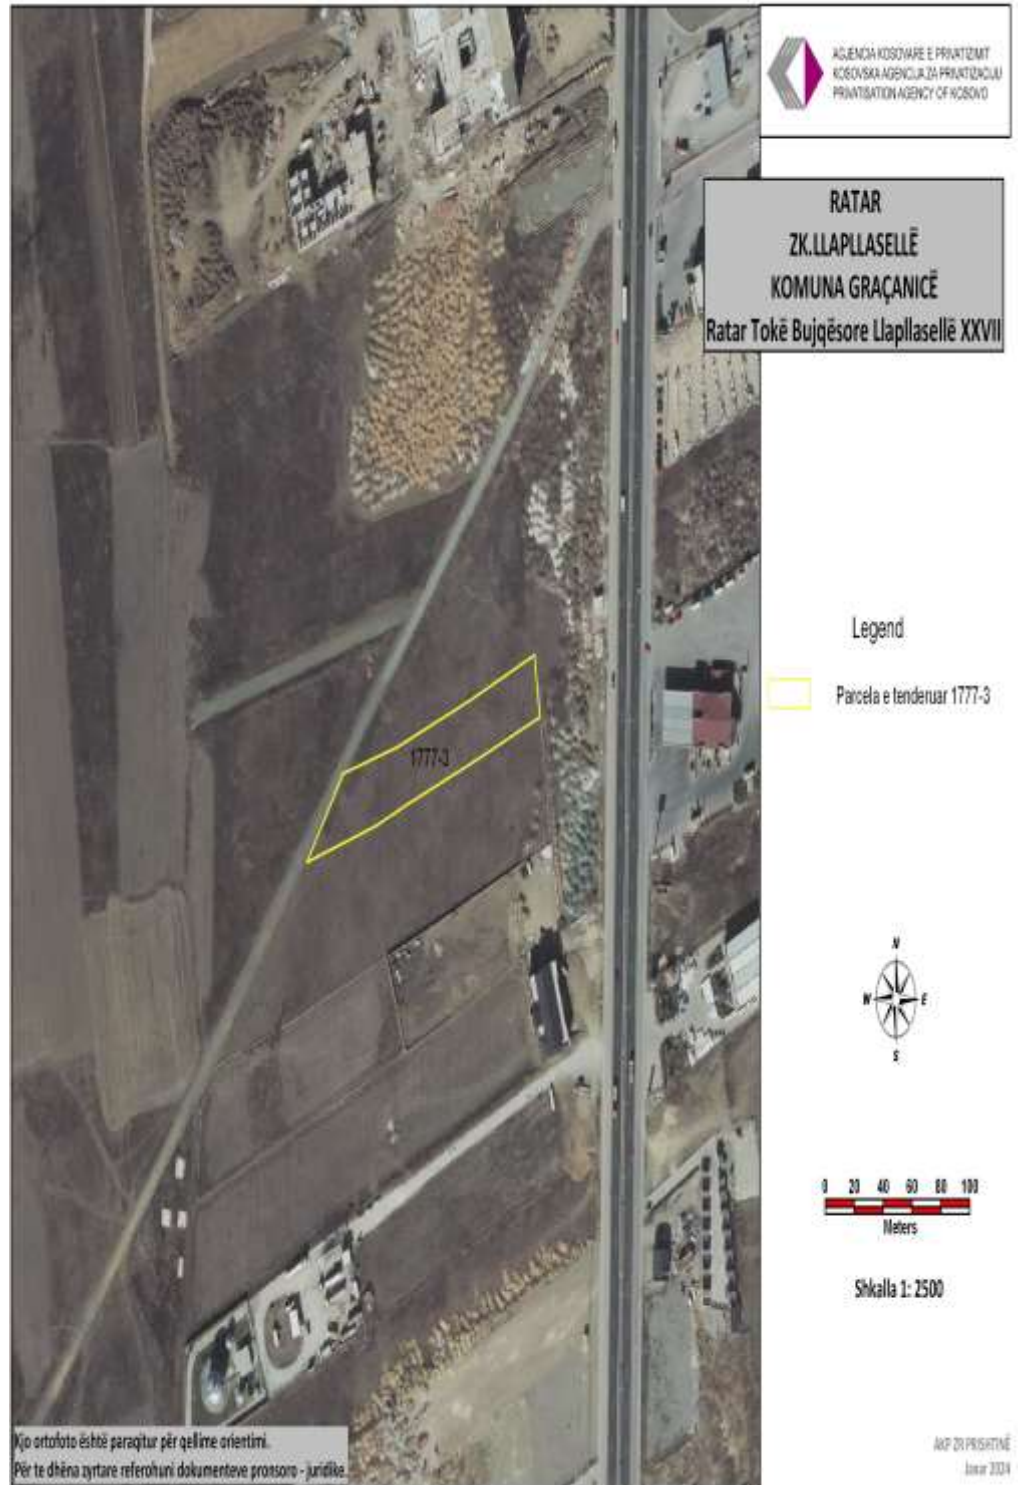 AGJENCIA KOSOVARE E PRIVATIZIMIT
KOSOVSKA AGENCIJA ZA PRIVATIZACIJU
PRIVATISATION AGENCY OF KOSOVO
RATAR
ZK.LLAPLLASELLË
KOMUNA GRAÇANICË
Ratar Tokë Bujqësore Llapllasellë XXVII
Legend
Parcela e tenderuar 1777-3
1777-3
N
W E
S
0 20 40 60 80 100
Meters
Shkalla 1: 2500
Kjo ortofoto është paraqitur për qellime orientimi.
Për te dhëna zyrtare referohuni dokumenteve pronsoro - juridike.
AKP ZR PRISHTINË
Janar 2024